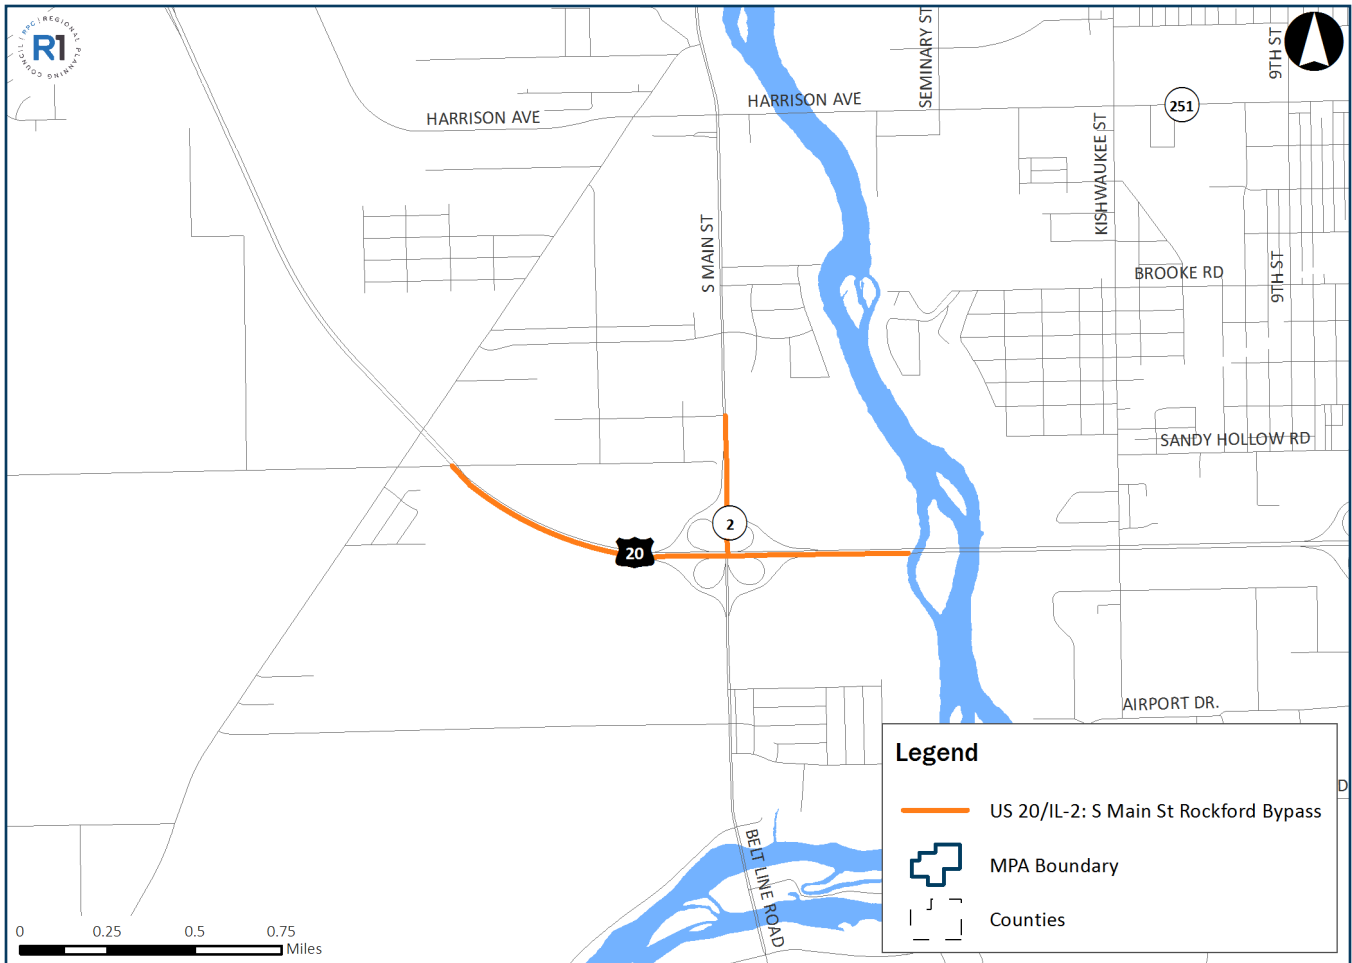 RPC | REGIONAL PLANNING COUNCIL |
R1
SEMINARY ST
9TH ST
HARRISON AVE
251
HARRISON AVE
KISHWAUKEE ST
S MAIN ST
BROOKE RD
9TH ST
SANDY HOLLOW RD
2
20
AIRPORT DR.
D
BELT LINE ROAD
Legend
US 20/IL-2: S Main St Rockford Bypass
MPA Boundary
Counties
0 0.25 0.5 0.75
Miles